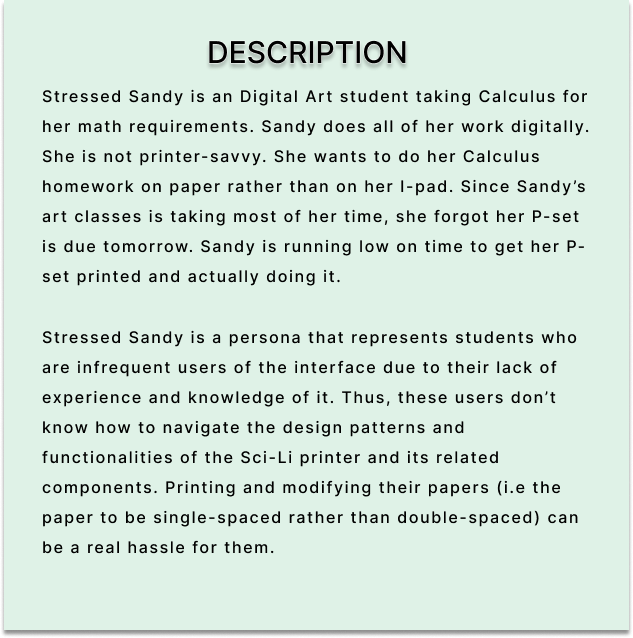 DESCRIPTION
Stressed Sandy is an Digital Art student taking Calculus for
her math requirements. Sandy does all of her work digitally.
She is not printer-savvy. She wants to do her Calculus
homework on paper rather than on her I-pad. Since Sandy’s
art classes is taking most of her time, she forgot her P-set
is due tomorrow. Sandy is running low on time to get her P-
set printed and actually doing it.
Stressed Sandy is a persona that represents students who
are infrequent users of the interface due to their lack of
experience and knowledge of it. Thus, these users don’t
know how to navigate the design patterns and
functionalities of the Sci-Li printer and its related
components. Printing and modifying their papers (i.e the
paper to be single-spaced rather than double-spaced) can
be a real hassle for them.